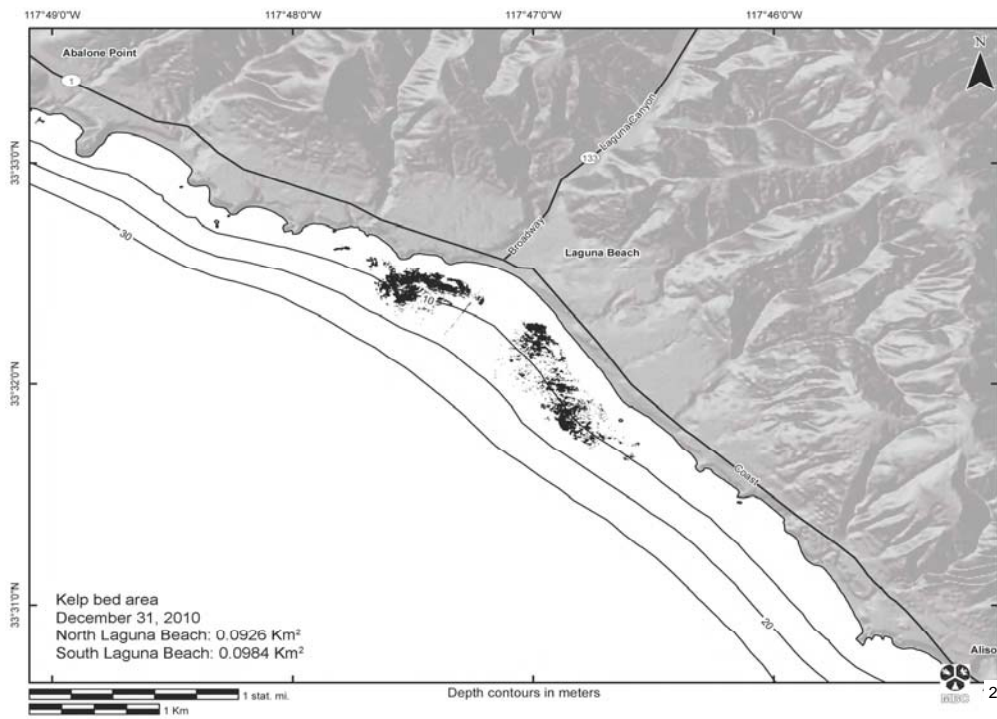 117°49'0"W 117°48'0"W 117°47'0"W 117°46'0"W
Abalone Point
N
1
Laguna Canyon
133
33°33'0"N
Broadway
Laguna Beach
30
10
33°32'0"N
Coast
33°31'0"N
20
Kelp bed area
December 31, 2010
North Laguna Beach: 0.0926 Km²
South Laguna Beach: 0.0984 Km²
Aliso
MBC
2
1 stat. mi.
Depth contours in meters
1 Km